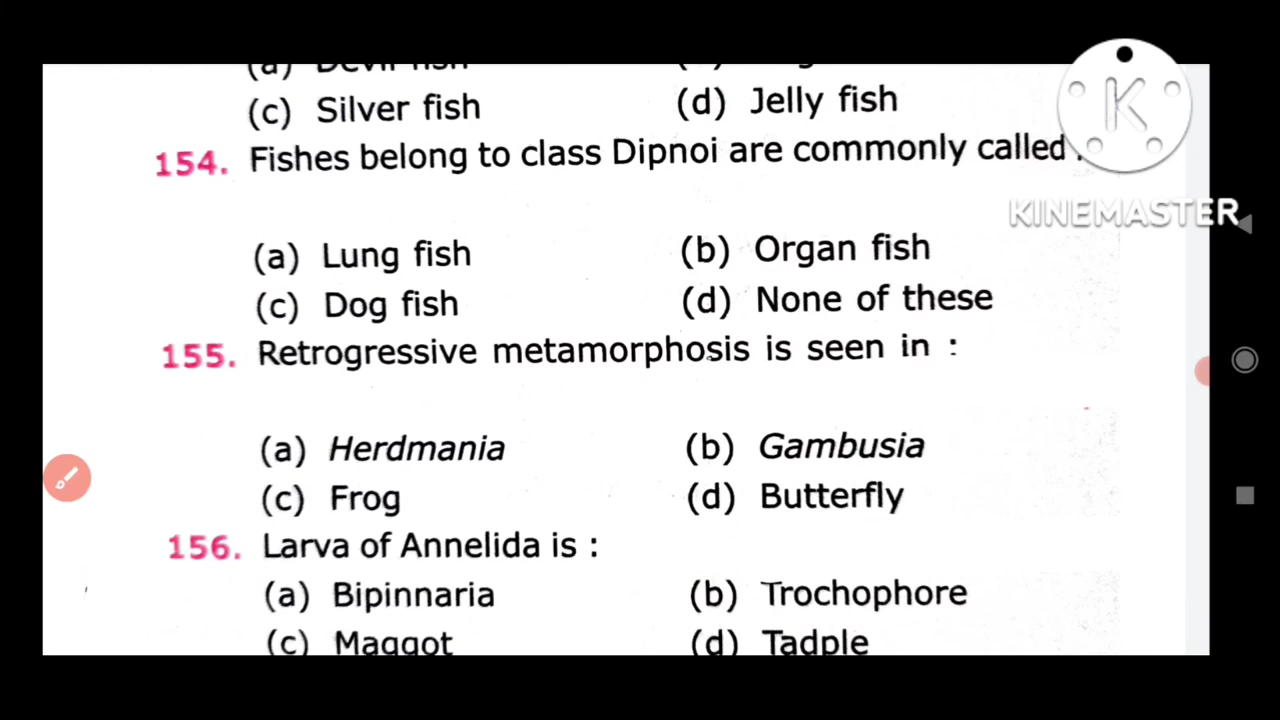 (a) Devil fish
(c) Silver fish (d) Jelly fish
154. Fishes belong to class Dipnoi are commonly called :
KINEMASTER
(a) Lung fish (b) Organ fish
(c) Dog fish (d) None of these
155. Retrogressive metamorphosis is seen in :
(a) Herdmania (b) Gambusia
(c) Frog (d) Butterfly
156. Larva of Annelida is :
(a) Bipinnaria (b) Trochophore
(c) Maggot (d) Tadple